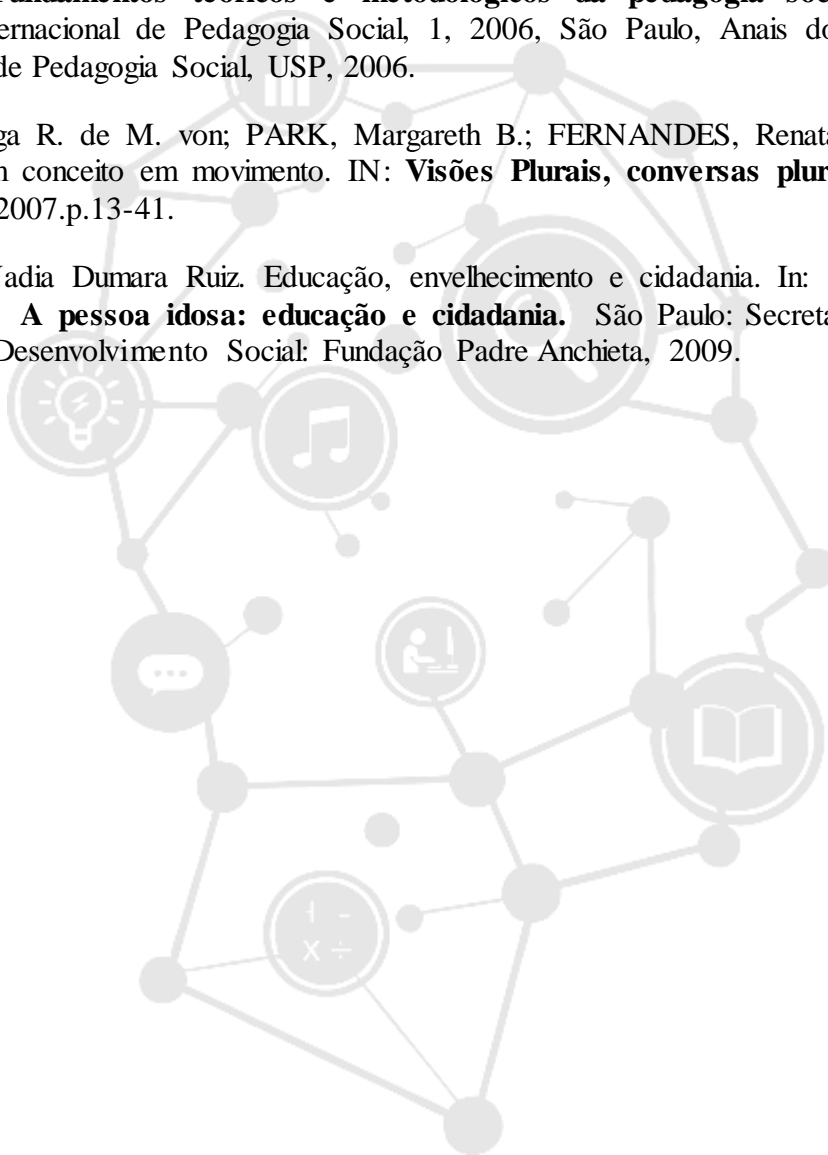 Fundamentos teóricos e metodológicos da pedagogia
ernacional de Pedagogia Social, 1, 2006, São Paulo, Anais do
de Pedagogia Social, USP, 2006.
ga R. de M. von; PARK, Margareth B.; FERNANDES, Renata
conceito em movimento. IN: Visões Plurais, conversas plur
2007.p.13-41.
adia Dumara Ruiz. Educação, envelhecimento e cidadania. In:
A pessoa idosa: educação e cidadania. São Paulo: Secreta
Desenvolvimento Social: Fundação Padre Anchieta, 2009.
+ -
x ÷